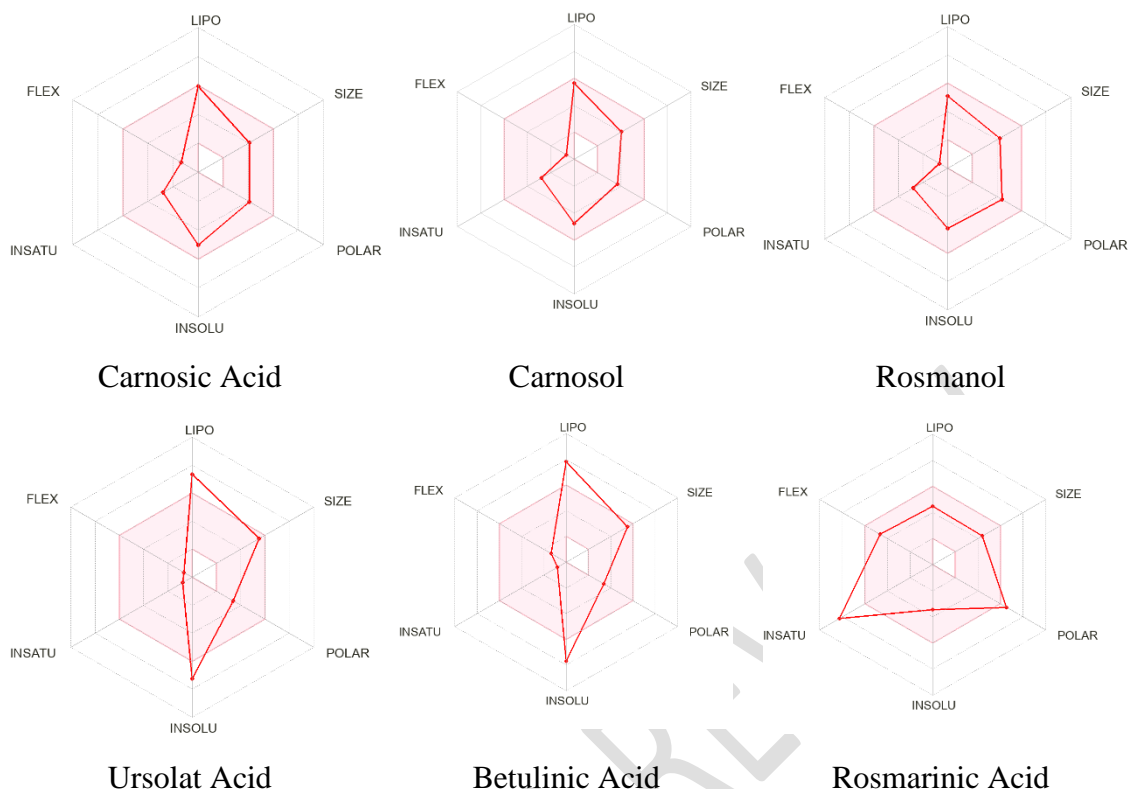 LIPO
FLEX
SIZE
INSATU
POLAR
INSOLU
Carnosic Acid
LIPO
FLEX
SIZE
INSATU
POLAR
INSOLU
Carnosol
LIPO
FLEX
SIZE
INSATU
POLAR
INSOLU
Rosmanol
LIPO
FLEX
SIZE
INSATU
POLAR
INSOLU
Ursolat Acid
LIPO
FLEX
SIZE
INSATU
POLAR
INSOLU
Betulinic Acid
LIPO
FLEX
SIZE
INSATU
POLAR
INSOLU
Rosmarinic Acid